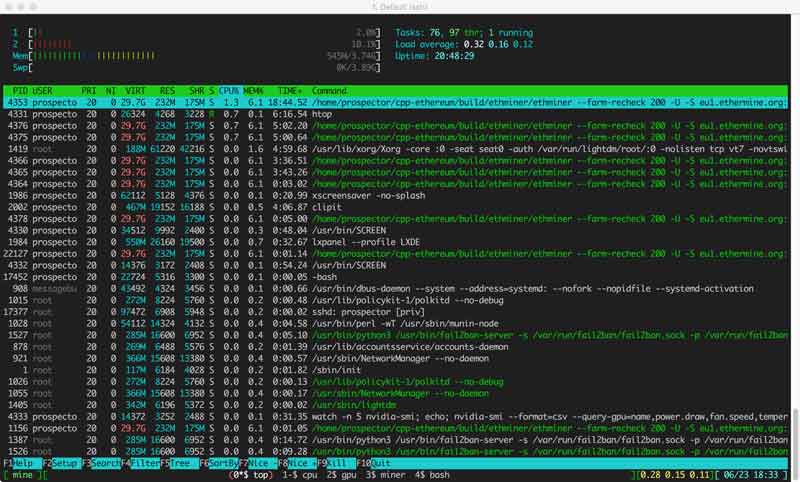 1. Default (ssh)
1 [|| 2.0%] Tasks: 76, 97 thr; 1 running
2 [|||||||| 10.1%] Load average: 0.32 0.16 0.12
Mem[||||||||||||||||||||||||||| 545M/3.74G] Uptime: 20:48:29
Swp[ 0K/3.89G]
PID USER PRI NI VIRT RES SHR S CPU% MEM% TIME+ Command
4353 prospecto 20 0 29.7G 232M 175M S 1.3 6.1 18:44.52 /home/prospector/cpp-ethereum/build/ethminer/ethminer --farm-recheck 200 -U -S eu1.ethermine.org:
4331 prospecto 20 0 26324 4268 3228 R 0.7 0.1 6:16.54 htop
4376 prospecto 20 0 29.7G 232M 175M S 0.7 6.1 5:02.20 /home/prospector/cpp-ethereum/build/ethminer/ethminer --farm-recheck 200 -U -S eu1.ethermine.org:
4375 prospecto 20 0 29.7G 232M 175M S 0.7 6.1 5:00.64 /home/prospector/cpp-ethereum/build/ethminer/ethminer --farm-recheck 200 -U -S eu1.ethermine.org:
1419 root 20 0 188M 61220 42216 S 0.0 1.6 4:59.68 /usr/lib/xorg/Xorg -core :0 -seat seat0 -auth /var/run/lightdm/root/:0 -nolisten tcp vt7 -novtswi
4366 prospecto 20 0 29.7G 232M 175M S 0.0 6.1 3:36.51 /home/prospector/cpp-ethereum/build/ethminer/ethminer --farm-recheck 200 -U -S eu1.ethermine.org:
4365 prospecto 20 0 29.7G 232M 175M S 0.0 6.1 3:43.26 /home/prospector/cpp-ethereum/build/ethminer/ethminer --farm-recheck 200 -U -S eu1.ethermine.org:
4364 prospecto 20 0 29.7G 232M 175M S 0.0 6.1 0:03.02 /home/prospector/cpp-ethereum/build/ethminer/ethminer --farm-recheck 200 -U -S eu1.ethermine.org:
1986 prospecto 20 0 62112 5128 4376 S 0.0 0.1 0:20.99 xscreensaver -no-splash
2002 prospecto 20 0 467M 19152 16188 S 0.0 0.5 4:06.87 clipit
4378 prospecto 20 0 29.7G 232M 175M S 0.0 6.1 0:05.00 /home/prospector/cpp-ethereum/build/ethminer/ethminer --farm-recheck 200 -U -S eu1.ethermine.org:
4330 prospecto 20 0 34512 9992 2400 S 0.0 0.3 0:48.04 /usr/bin/SCREEN
1984 prospecto 20 0 550M 26160 19500 S 0.0 0.7 0:32.67 lxpanel --profile LXDE
22127 prospecto 20 0 29.7G 232M 175M S 0.0 6.1 0:01.14 /home/prospector/cpp-ethereum/build/ethminer/ethminer --farm-recheck 200 -U -S eu1.ethermine.org:
4332 prospecto 20 0 14376 3172 2408 S 0.0 0.1 0:54.24 /usr/bin/SCREEN
17452 prospecto 20 0 22724 5316 3300 S 0.0 0.1 0:00.05 -bash
908 messagebu 20 0 43492 4324 3456 S 0.0 0.1 0:00.66 /usr/bin/dbus-daemon --system --address=systemd: --nofork --nopidfile --systemd-activation
1015 root 20 0 272M 8224 5760 S 0.0 0.2 0:00.48 /usr/lib/policykit-1/polkitd --no-debug
17377 root 20 0 97472 6908 5948 S 0.0 0.2 0:00.02 sshd: prospector [priv]
1028 root 20 0 54112 14324 4132 S 0.0 0.4 0:04.58 /usr/bin/perl -wT /usr/sbin/munin-node
1527 root 20 0 285M 16600 6952 S 0.0 0.4 0:05.10 /usr/bin/python3 /usr/bin/fail2ban-server -s /var/run/fail2ban/fail2ban.sock -p /var/run/fail2ban
878 root 20 0 269M 6488 5576 S 0.0 0.2 0:01.39 /usr/lib/accountsservice/accounts-daemon
921 root 20 0 366M 15608 13380 S 0.0 0.4 0:00.57 /usr/sbin/NetworkManager --no-daemon
1 root 20 0 117M 6184 4028 S 0.0 0.2 0:01.82 /sbin/init
1026 root 20 0 272M 8224 5760 S 0.0 0.2 0:00.13 /usr/lib/policykit-1/polkitd --no-debug
1055 root 20 0 366M 15608 13380 S 0.0 0.4 0:00.17 /usr/sbin/NetworkManager --no-daemon
1405 root 20 0 342M 6196 5372 S 0.0 0.2 0:00.02 /usr/sbin/lightdm
4333 prospecto 20 0 14372 3252 2488 S 0.0 0.1 0:31.35 watch -n 5 nvidia-smi; echo; nvidia-smi --format=csv --query-gpu=name,power.draw,fan.speed,temper
1156 prospecto 20 0 29.7G 232M 175M S 0.0 6.1 0:01.05 /home/prospector/cpp-ethereum/build/ethminer/ethminer --farm-recheck 200 -U -S eu1.ethermine.org:
1387 root 20 0 285M 16600 6952 S 0.0 0.4 0:14.72 /usr/bin/python3 /usr/bin/fail2ban-server -s /var/run/fail2ban/fail2ban.sock -p /var/run/fail2ban
1526 root 20 0 285M 16600 6952 S 0.0 0.4 0:09.28 /usr/bin/python3 /usr/bin/fail2ban-server -s /var/run/fail2ban/fail2ban.sock -p /var/run/fail2ban
F1Help F2Setup F3SearchF4FilterF5Tree F6SortByF7Nice -F8Nice +F9Kill F10Quit
[ mine ][ (0*$ top) 1-$ cpu 2$ gpu 3$ miner 4$ bash ][0.28 0.15 0.11][ 06/23 18:33 ]